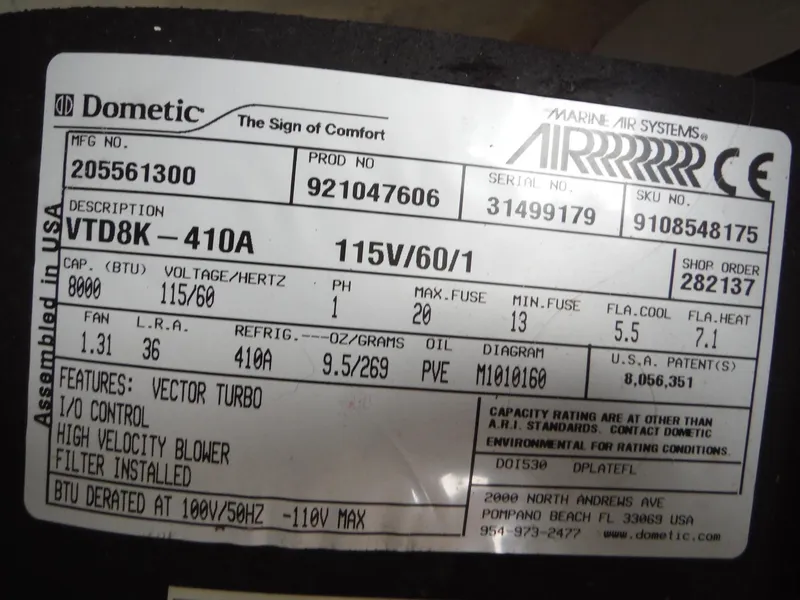 Dometic The Sign of Comfort
MARINE AIR SYSTEMS®
AIR CE
MFG NO. PROD NO SERIAL NO. SKU NO.
205561300 921047606 31499179 9108548175
DESCRIPTION
VTD8K-410A 115V/60/1
SHOP ORDER
282137
CAP. (BTU) VOLTAGE/HERTZ PH MAX.FUSE MIN.FUSE FLA.COOL FLA.HEAT
8000 115/60 1 20 13 5.5 7.1
FAN L.R.A. REFRIG.---OZ/GRAMS OIL DIAGRAM U.S.A. PATENT(S)
1.31 36 410A 9.5/269 PVE M1010160 8,056,351
FEATURES: VECTOR TURBO
I/O CONTROL
HIGH VELOCITY BLOWER
FILTER INSTALLED
BTU DERATED AT 100V/50HZ -110V MAX
CAPACITY RATING ARE AT OTHER THAN
A.R.I. STANDARDS. CONTACT DOMETIC
ENVIRONMENTAL FOR RATING CONDITIONS.
DOI530 DPLATEFL
2000 NORTH ANDREWS AVE
POMPANO BEACH FL 33069 USA
954-973-2477 www.dometic.com
Assembled in USA